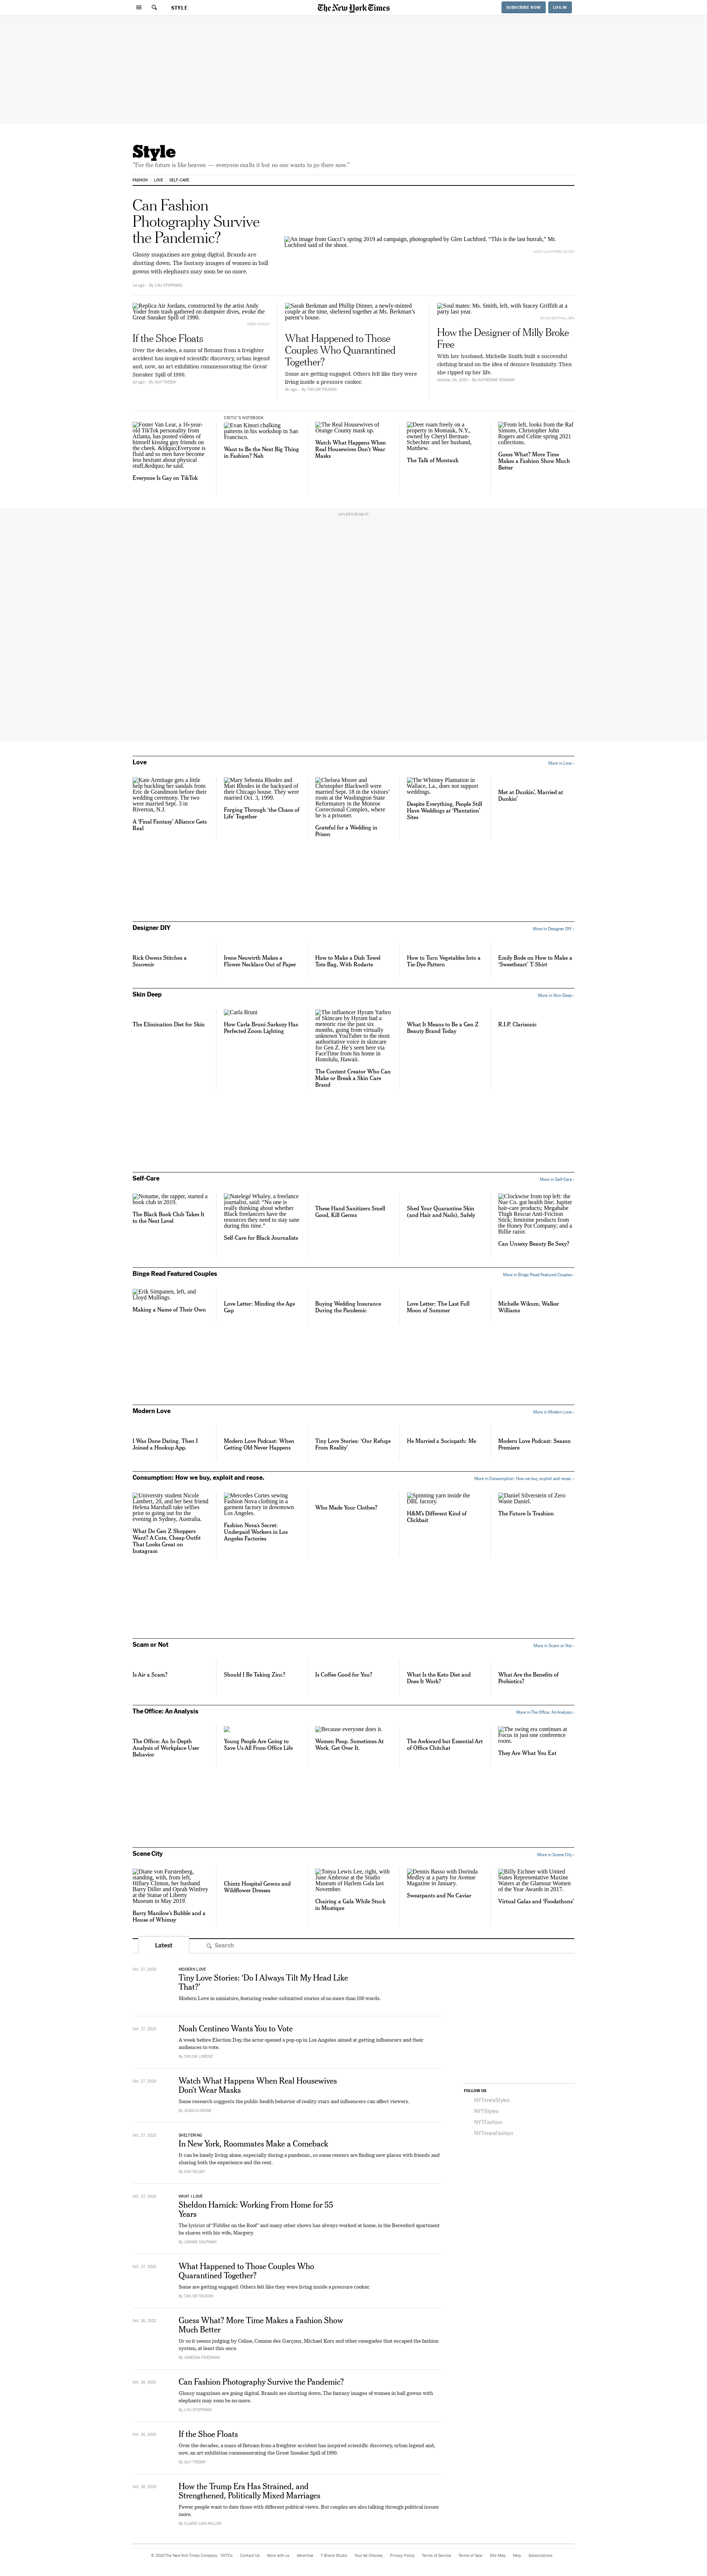 STYLE
The New York Times
SUBSCRIBE NOW
LOG IN
Style
"For the future is like heaven — everyone exalts it but no one wants to go there now."
FASHION
LOVE
SELF-CARE
Can Fashion
Photography Survive
the Pandemic?
Glossy magazines are going digital. Brands are
shutting down. The fantasy images of women in ball
gowns with elephants may soon be no more.
1d ago - By LOU STOPPARD
An image from Gucci's spring 2019 ad campaign, photographed by Glen Luchford. "This is the last hurrah," Mr.
Luchford said of the shoot.
Replica Air Jordans, constructed by the artist Andy
Yoder from trash gathered on dumpster dives, evoke the
Great Sneaker Spill of 1990.
If the Shoe Floats
Over the decades, a mass of flotsam from a freighter
accident has inspired scientific discovery, urban legend
and, now, an art exhibition commemorating the Great
Sneaker Spill of 1990.
2d ago - By GUY TREBAY
Sarah Berkman and Phillip Dinner, a newly-minted
couple at the time, sheltered together at Ms. Berkman's
parent's house.
What Happened to Those
Couples Who Quarantined
Together?
Some are getting engaged. Others felt like they were
living inside a pressure cooker.
6h ago - By TAYLOR TRUDON
Soul mates: Ms. Smith, left, with Stacey Griffith at a
party last year.
How the Designer of Milly Broke
Free
With her husband, Michelle Smith built a successful
clothing brand on the idea of demure femininity. Then
she ripped up her life.
October 24, 2020 - By KATHERINE ROSMAN
Foster Van Lear, a 16-year-
old TikTok personality from
Atlanta, has posted videos of
himself kissing guy friends on
the cheek. &ldquo;Everyone is
fluid and so men have become
less hesitant about physical
stuff,&rdquo; he said.
Everyone Is Gay on TikTok
CRITIC'S NOTEBOOK
Evan Kinori chalking
patterns in his workshop in San
Francisco.
Want to Be the Next Big Thing
in Fashion? Nah
The Real Housewives of
Orange County mask up.
Watch What Happens When
Real Housewives Don't Wear
Masks
Deer roam freely on a
property in Montauk, N.Y.,
owned by Cheryl Berman-
Schechter and her husband,
Matthew.
The Talk of Montauk
From left, looks from the Raf
Simons, Christopher John
Rogers and Celine spring 2021
collections.
Guess What? More Time
Makes a Fashion Show Much
Better
ADVERTISEMENT
Love
More in Love ›
Kate Armitage gets a little
help buckling her sandals from
Eric de Grandmont before their
wedding ceremony. The two
were married Sept. 3 in
Riverton, N.J.
A 'Final Fantasy' Alliance Gets
Real
Mary Sebonia Rhodes and
Matt Rhodes in the backyard of
their Chicago house. They were
married Oct. 3, 1999.
Forging Through 'the Chaos of
Life' Together
Chelsea Moore and
Christopher Blackwell were
married Sept. 18 in the visitors'
room at the Washington State
Reformatory in the Monroe
Correctional Complex, where
he is a prisoner.
Grateful for a Wedding in
Prison
The Whitney Plantation in
Wallace, La., does not support
weddings.
Despite Everything, People Still
Have Weddings at 'Plantation'
Sites
Met at Dunkin', Married at
Dunkin'
Designer DIY
More in Designer DIY ›
Rick Owens Stitches a
Souvenir
Irene Neuwirth Makes a
Flower Necklace Out of Paper
How to Make a Dish Towel
Tote Bag, With Rodarte
How to Turn Vegetables Into a
Tie-Dye Pattern
Emily Bode on How to Make a
'Sweetheart' T-Shirt
Skin Deep
More in Skin Deep ›
The Elimination Diet for Skin
Carla Bruni
How Carla Bruni-Sarkozy Has
Perfected Zoom Lighting
The influencer Hyram Yarbro
of Skincare by Hyram had a
meteoric rise the past six
months, going from virtually
unknown YouTuber to the most
authoritative voice in skincare
for Gen Z. He's seen here via
FaceTime from his home in
Honolulu, Hawaii.
The Content Creator Who Can
Make or Break a Skin Care
Brand
What It Means to Be a Gen Z
Beauty Brand Today
R.I.P. Clarisonic
Self-Care
More in Self-Care ›
Noname, the rapper, started a
book club in 2019.
The Black Book Club Takes It
to the Next Level
Natelegé Whaley, a freelance
journalist, said: "No one is
really thinking about whether
Black freelancers have the
resources they need to stay sane
during this time."
Self-Care for Black Journalists
These Hand Sanitizers Smell
Good, Kill Germs
Shed Your Quarantine Skin
(and Hair and Nails), Safely
Clockwise from top left: the
Nue Co. gut health line; Jupiter
hair-care products; Megababe
Thigh Rescue Anti-Friction
Stick; feminine products from
the Honey Pot Company; and a
Billie razor.
Can Unsexy Beauty Be Sexy?
Binge Read Featured Couples
More in Binge Read Featured Couples ›
Erik Simpanen, left, and
Lloyd Mullings.
Making a Name of Their Own
Love Letter: Minding the Age
Gap
Buying Wedding Insurance
During the Pandemic
Love Letter: The Last Full
Moon of Summer
Michelle Wikum, Walker
Williams
Modern Love
More in Modern Love ›
I Was Done Dating. Then I
Joined a Hookup App.
Modern Love Podcast: When
Getting Old Never Happens
Tiny Love Stories: 'Our Refuge
From Reality'
He Married a Sociopath: Me
Modern Love Podcast: Season
Premiere
Consumption: How we buy, exploit and reuse.
More in Consumption: How we buy, exploit and reuse. ›
University student Nicole
Lambert, 20, and her best friend
Helena Marshall take selfies
prior to going out for the
evening in Sydney, Australia.
What Do Gen Z Shoppers
Want? A Cute, Cheap Outfit
That Looks Great on
Instagram
Mercedes Cortes sewing
Fashion Nova clothing in a
garment factory in downtown
Los Angeles.
Fashion Nova's Secret:
Underpaid Workers in Los
Angeles Factories
Who Made Your Clothes?
Spinning yarn inside the
DBL factory.
H&M's Different Kind of
Clickbait
Daniel Silverstein of Zero
Waste Daniel.
The Future Is Trashion
Scam or Not
More in Scam or Not ›
Is Air a Scam?
Should I Be Taking Zinc?
Is Coffee Good for You?
What Is the Keto Diet and
Does It Work?
What Are the Benefits of
Probiotics?
The Office: An Analysis
More in The Office: An Analysis ›
The Office: An In-Depth
Analysis of Workplace User
Behavior
Young People Are Going to
Save Us All From Office Life
Because everyone does it.
Women Poop. Sometimes At
Work. Get Over It.
The Awkward but Essential Art
of Office Chitchat
The swing era continues at
Focus in just one conference
room.
They Are What You Eat
Scene City
More in Scene City ›
Diane von Furstenberg,
standing, with, from left,
Hillary Clinton, her husband
Barry Diller and Oprah Winfrey
at the Statue of Liberty
Museum in May 2019.
Barry Manilow's Bubble and a
House of Whimsy
Chintz Hospital Gowns and
Wildflower Dresses
Tonya Lewis Lee, right, with
June Ambrose at the Studio
Museum of Harlem Gala last
November.
Chairing a Gala While Stuck
in Mustique
Dennis Basso with Dorinda
Medley at a party for Avenue
Magazine in January.
Sweatpants and No Caviar
Billy Eichner with United
States Representative Maxine
Waters at the Glamour Women
of the Year Awards in 2017.
Virtual Galas and 'Foodathons'
Latest
Search
Oct. 27, 2020
MODERN LOVE
Tiny Love Stories: 'Do I Always Tilt My Head Like
That?'
Modern Love in miniature, featuring reader-submitted stories of no more than 100 words.
Oct. 27, 2020
Noah Centineo Wants You to Vote
A week before Election Day, the actor opened a pop-up in Los Angeles aimed at getting influencers and their
audiences to vote.
By TAYLOR LORENZ
Oct. 27, 2020
Watch What Happens When Real Housewives
Don't Wear Masks
Some research suggests the public health behavior of reality stars and influencers can affect viewers.
By JESSICA GROSE
Oct. 27, 2020
SHELTERING
In New York, Roommates Make a Comeback
It can be lonely living alone, especially during a pandemic, so some renters are finding new places with friends and
sharing both the experience and the rent.
By KIM VELSEY
Oct. 27, 2020
WHAT I LOVE
Sheldon Harnick: Working From Home for 55
Years
The lyricist of "Fiddler on the Roof" and many other shows has always worked at home, in the Beresford apartment
he shares with his wife, Margery.
By JOANNE KAUFMAN
Oct. 27, 2020
What Happened to Those Couples Who
Quarantined Together?
Some are getting engaged. Others felt like they were living inside a pressure cooker.
By TAYLOR TRUDON
Oct. 26, 2020
Guess What? More Time Makes a Fashion Show
Much Better
Or so it seems judging by Celine, Comme des Garçons, Michael Kors and other renegades that escaped the fashion
system, at least this once.
By VANESSA FRIEDMAN
Oct. 26, 2020
Can Fashion Photography Survive the Pandemic?
Glossy magazines are going digital. Brands are shutting down. The fantasy images of women in ball gowns with
elephants may soon be no more.
By LOU STOPPARD
Oct. 26, 2020
If the Shoe Floats
Over the decades, a mass of flotsam from a freighter accident has inspired scientific discovery, urban legend and,
now, an art exhibition commemorating the Great Sneaker Spill of 1990.
By GUY TREBAY
Oct. 26, 2020
How the Trump Era Has Strained, and
Strengthened, Politically Mixed Marriages
Fewer people want to date those with different political views. But couples are also talking through political issues
more.
By CLAIRE CAIN MILLER
FOLLOW US
NYTimesStyles
NYTStyles
NYTFashion
NYTimesFashion
© 2020 The New York Times Company
NYTCo
Contact Us
Work with us
Advertise
T Brand Studio
Your Ad Choices
Privacy Policy
Terms of Service
Terms of Sale
Site Map
Help
Subscriptions